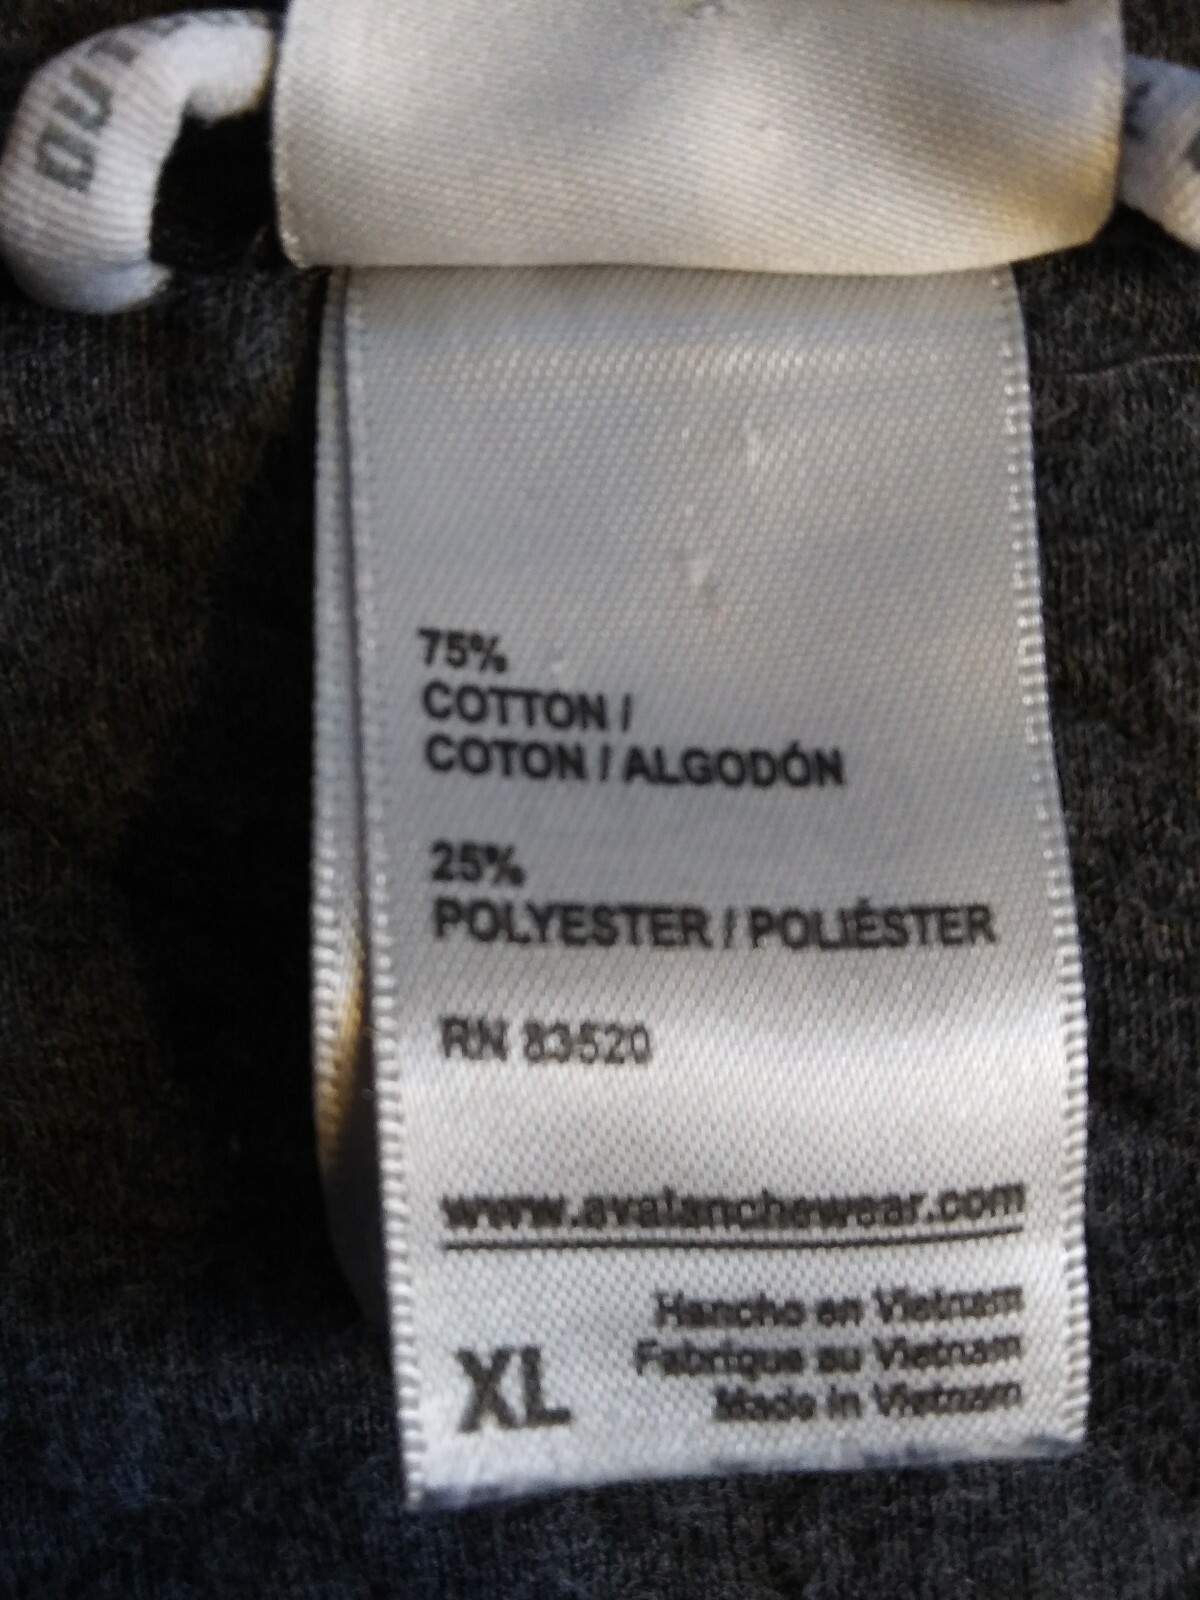 75%
COTTON /
COTON / ALGODÓN
25%
POLYESTER / POLIÉSTER
RN 83520
www.avalanchewear.com
Hancho en Vietnam
Fabrique au Vietnam
XL
Made in Vietnam